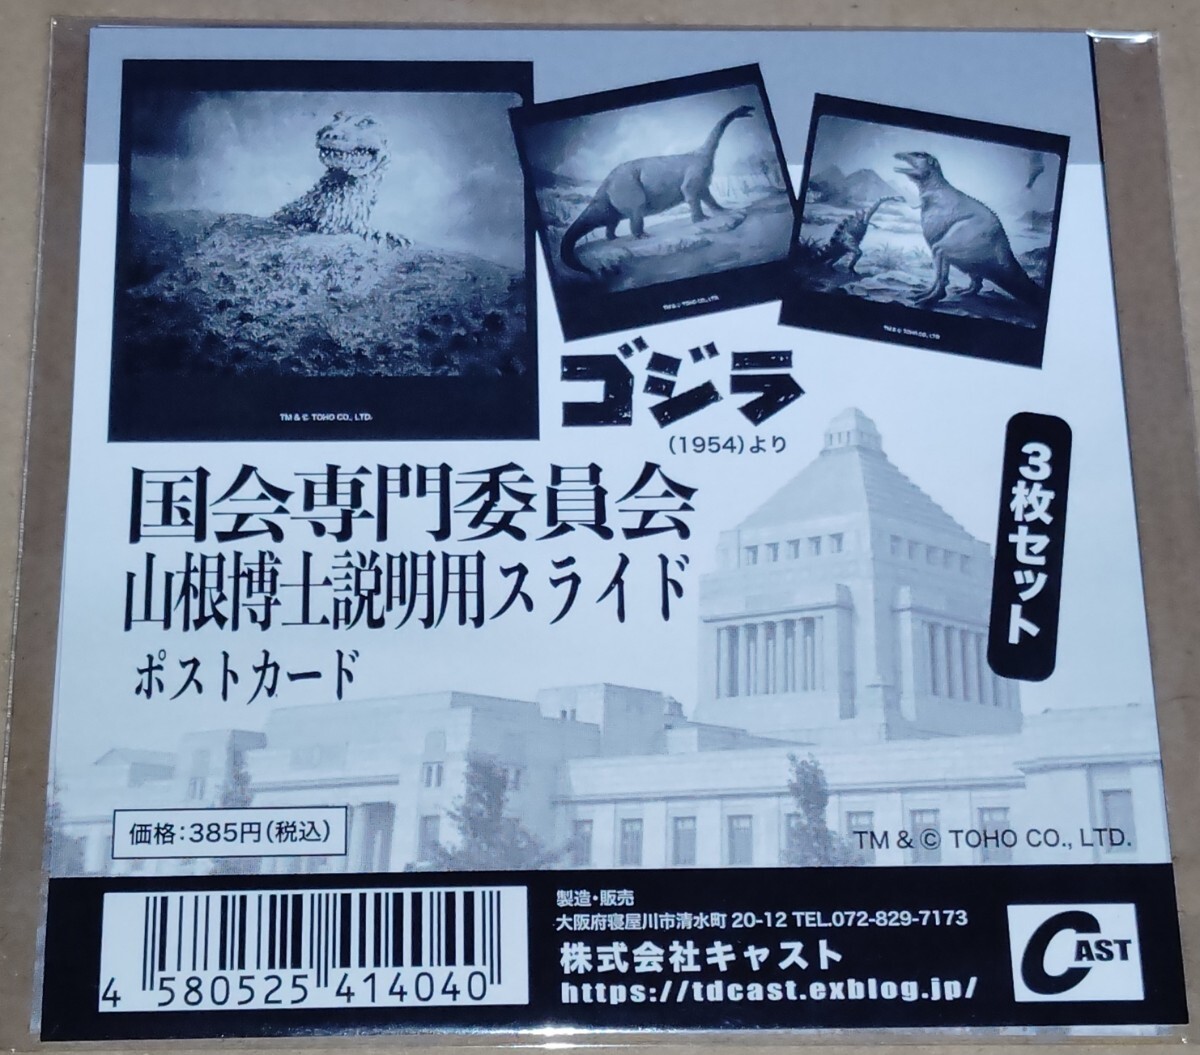 TM & © TOHO CO., LTD.
TM & © TOHO CO., LTD.
TM & © TOHO CO., LTD.
ゴジラ
(1954)より
国会専門委員会
山根博士説明用スライド
ポストカード
3枚セット
価格:385円(税込)
TM & © TOHO CO., LTD.
4 580525 414040
製造・販売
大阪府寝屋川市清水町 20-12 TEL.072-829-7173
株式会社キャスト
https://tdcast.exblog.jp/
CAST